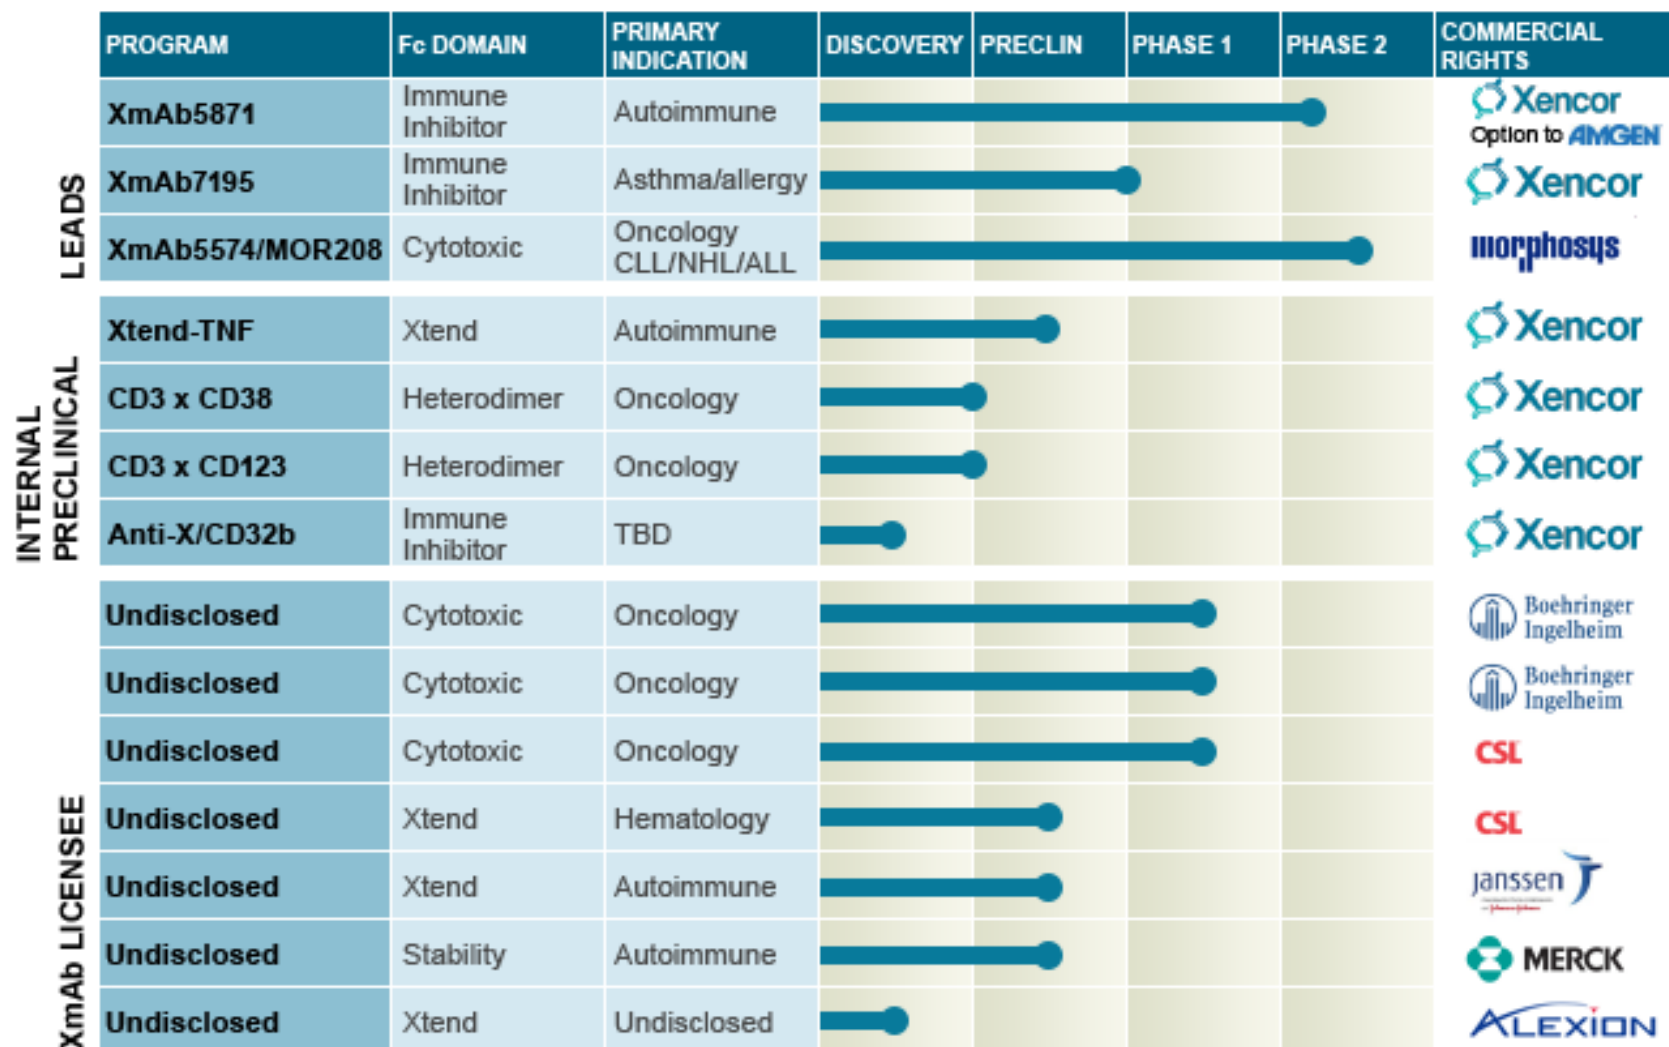 PROGRAM Fc DOMAIN PRIMARY INDICATION DISCOVERY PRECLIN PHASE 1 PHASE 2 COMMERCIAL RIGHTS
LEADS
XmAb5871 Immune Inhibitor Autoimmune Xencor Option to AMGEN
XmAb7195 Immune Inhibitor Asthma/allergy Xencor
XmAb5574/MOR208 Cytotoxic Oncology CLL/NHL/ALL morphosys
INTERNAL PRECLINICAL
Xtend-TNF Xtend Autoimmune Xencor
CD3 x CD38 Heterodimer Oncology Xencor
CD3 x CD123 Heterodimer Oncology Xencor
Anti-X/CD32b Immune Inhibitor TBD Xencor
XmAb LICENSEE
Undisclosed Cytotoxic Oncology Boehringer Ingelheim
Undisclosed Cytotoxic Oncology Boehringer Ingelheim
Undisclosed Cytotoxic Oncology CSL
Undisclosed Xtend Hematology CSL
Undisclosed Xtend Autoimmune janssen
Undisclosed Stability Autoimmune MERCK
Undisclosed Xtend Undisclosed ALEXION